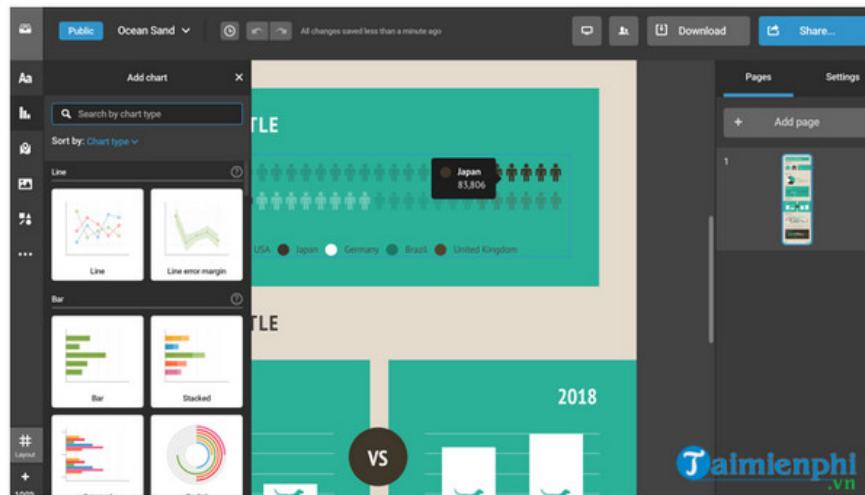 Public Ocean Sand All changes saved less than a minute ago Download Share...
Aa Add chart
Search by chart type
Sort by: Chart type
Line
Line
Line error margin
Bar
Bar
Stacked
Layout
+
100%
TLE
Japan
83,806
USA Japan Germany Brazil United Kingdom
TLE
2018
VS
Pages Settings
+ Add page
1
Taimienphi
.vn